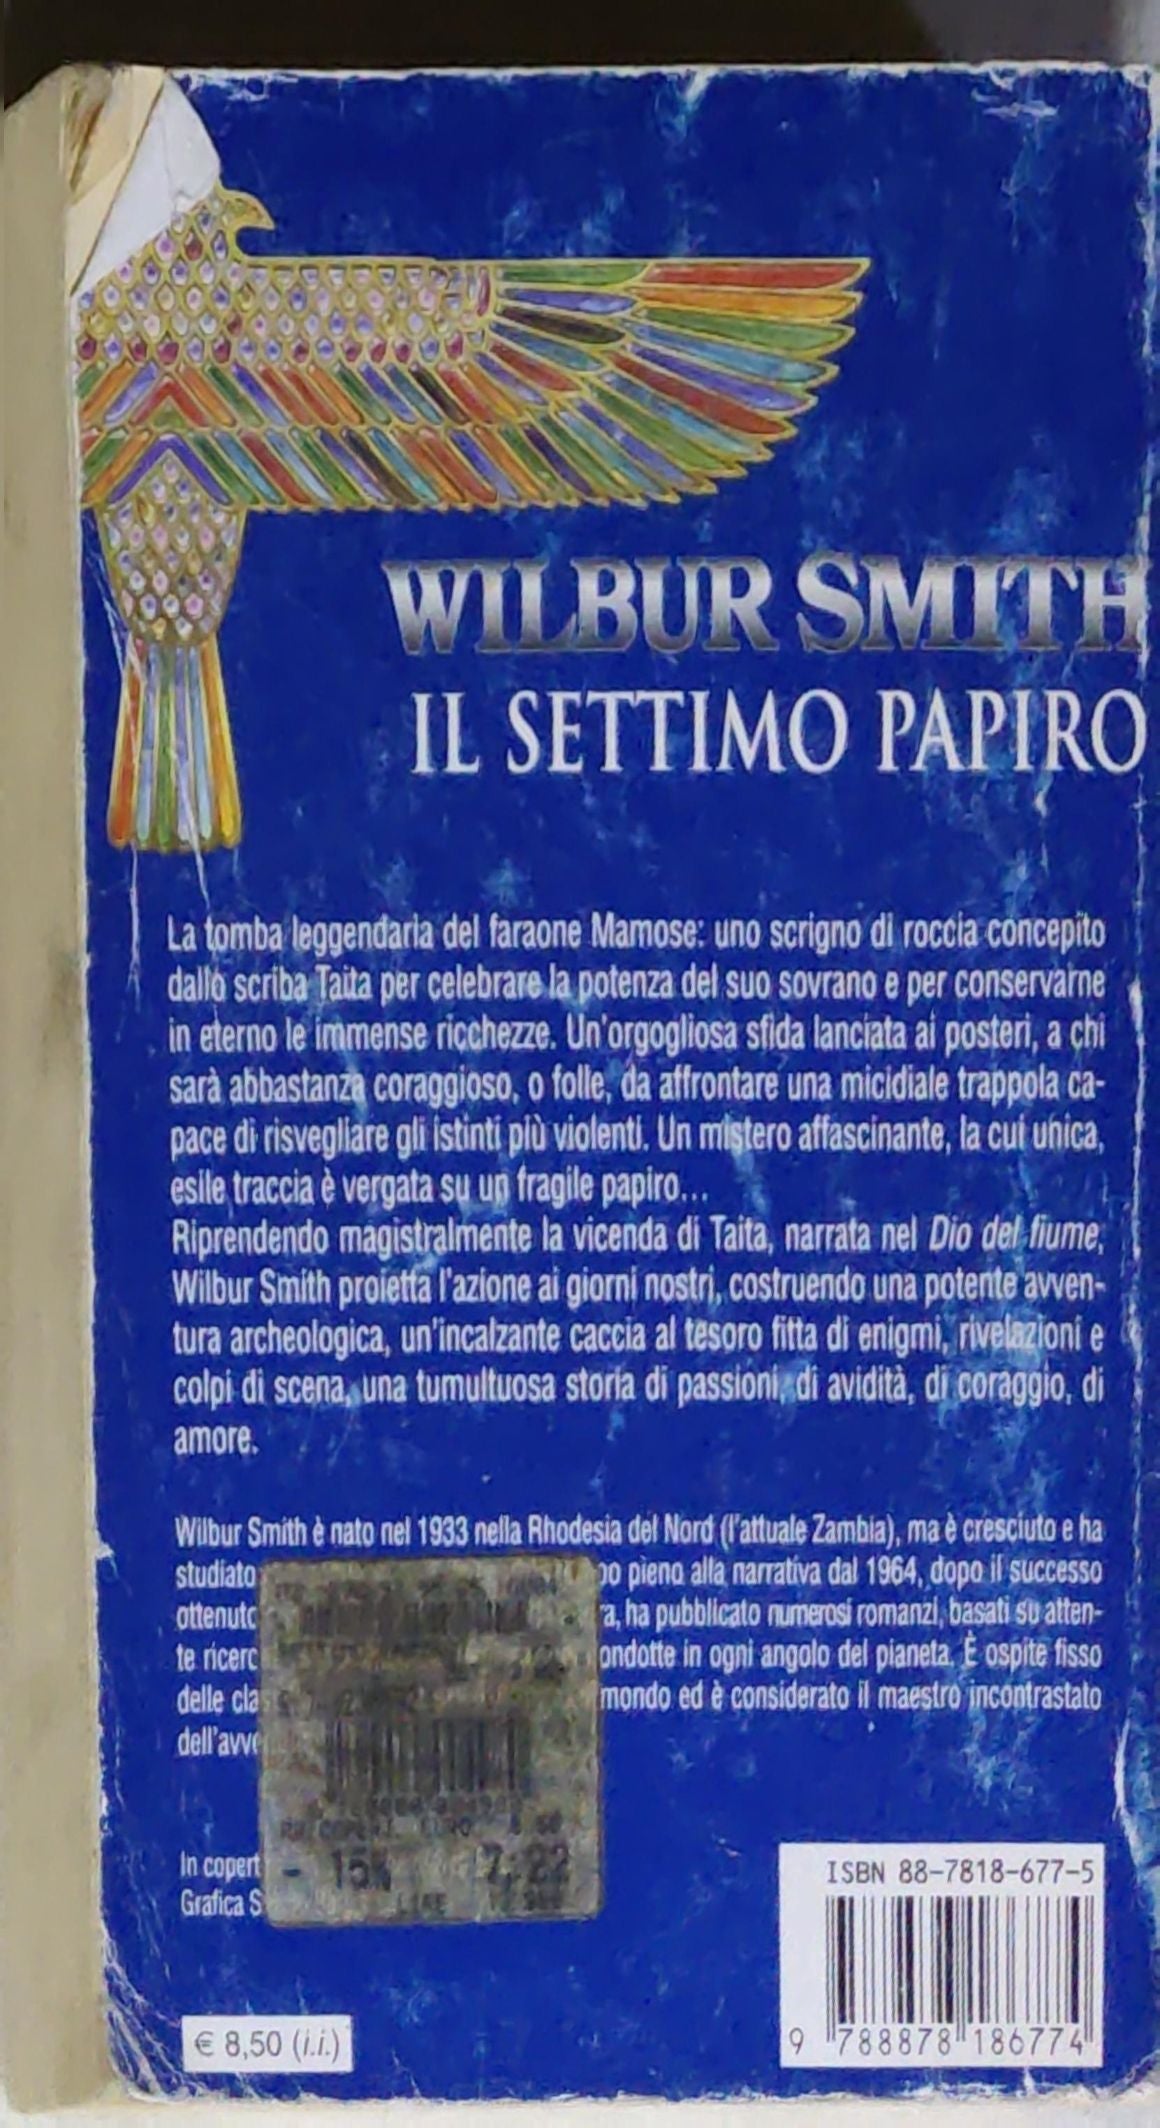 WILBUR SMITH
IL SETTIMO PAPIRO
La tomba leggendaria del faraone Mamose: uno scrigno di roccia concepito
dallo scriba Taita per celebrare la potenza del suo sovrano e per conservarne
in eterno le immense ricchezze. Un'orgogliosa sfida lanciata ai posteri, a chi
sarà abbastanza coraggioso, o folle, da affrontare una micidiale trappola ca-
pace di risvegliare gli istinti più violenti. Un mistero affascinante, la cui unica,
esile traccia è vergata su un fragile papiro...
Riprendendo magistralmente la vicenda di Taita, narrata nel Dio del fiume,
Wilbur Smith proietta l'azione ai giorni nostri, costruendo una potente avven-
tura archeologica, un'incalzante caccia al tesoro fitta di enigmi, rivelazioni e
colpi di scena, una tumultuosa storia di passioni, di avidità, di coraggio, di
amore.
Wilbur Smith è nato nel 1933 nella Rhodesia del Nord (l'attuale Zambia), ma è cresciuto e ha
studiato pieno alla narrativa dal 1964, dopo il successo
ha pubblicato numerosi romanzi, basati su atten-
te in ogni angolo del pianeta. È ospite fisso
delle mondo ed è considerato il maestro incontrastato
In
Grafica
- 15% 7.22
LIRE
ISBN 88-7818-677-5
9 788878 186774
€ 8,50 (i.i.)